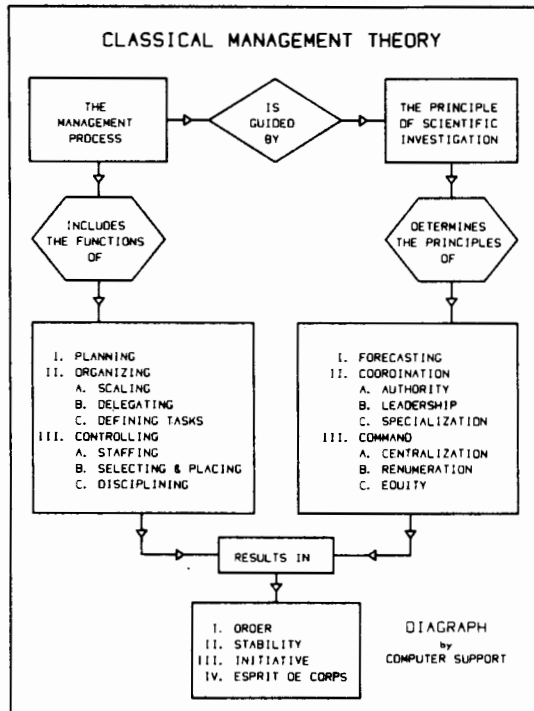 CLASSICAL MANAGEMENT THEORY
THE
MANAGEMENT
PROCESS
IS
GUIDED
BY
THE PRINCIPLE
OF SCIENTIFIC
INVESTIGATION
INCLUDES
THE FUNCTIONS
OF
DETERMINES
THE PRINCIPLES
OF
I. PLANNING
II. ORGANIZING
A. SCALING
B. DELEGATING
C. DEFINING TASKS
III. CONTROLLING
A. STAFFING
B. SELECTING & PLACING
C. DISCIPLINING
I. FORECASTING
II. COORDINATION
A. AUTHORITY
B. LEADERSHIP
C. SPECIALIZATION
III. COMMAND
A. CENTRALIZATION
B. RENUMERATION
C. EQUITY
RESULTS IN
I. ORDER
II. STABILITY
III. INITIATIVE
IV. ESPRIT DE CORPS
DIAGRAPH
by
COMPUTER SUPPORT